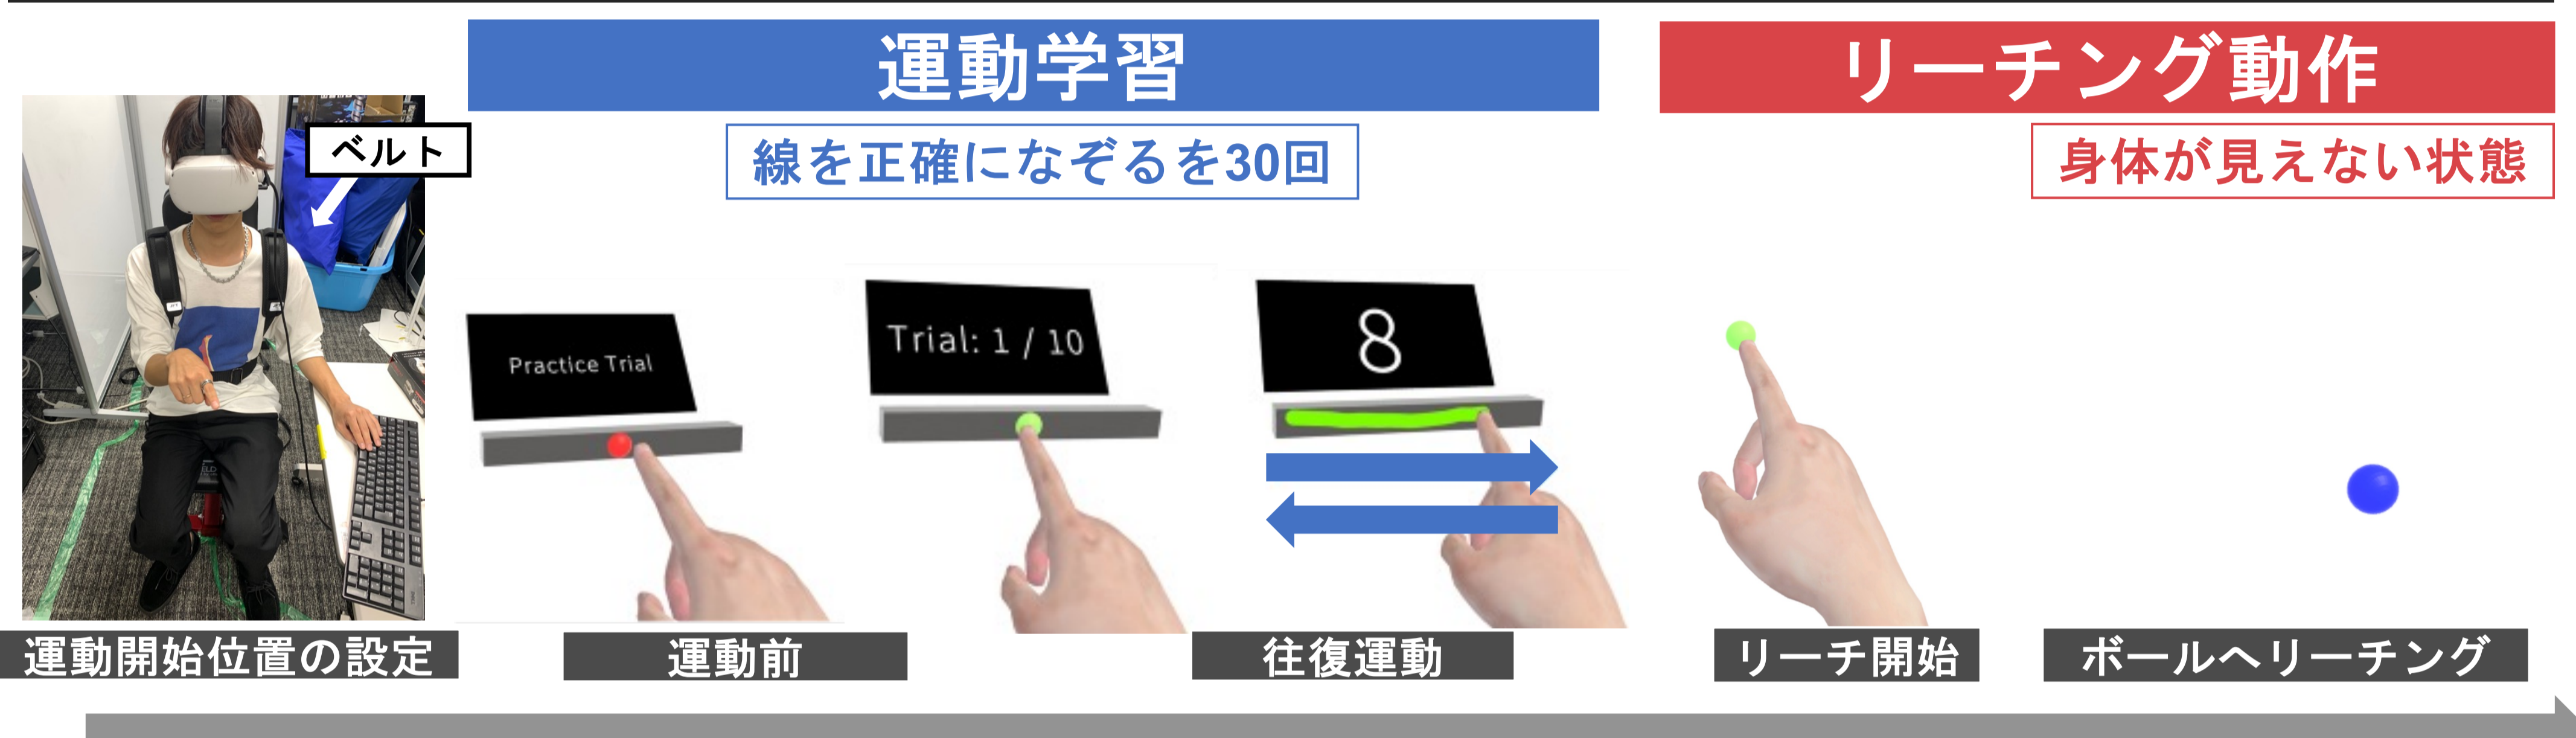 運動学習
リーチング動作
ベルト
線を正確になぞるを30回
身体が見えない状態
Practice Trial
Trial: 1 / 10
8
運動開始位置の設定
運動前
往復運動
リーチ開始
ボールへリーチング